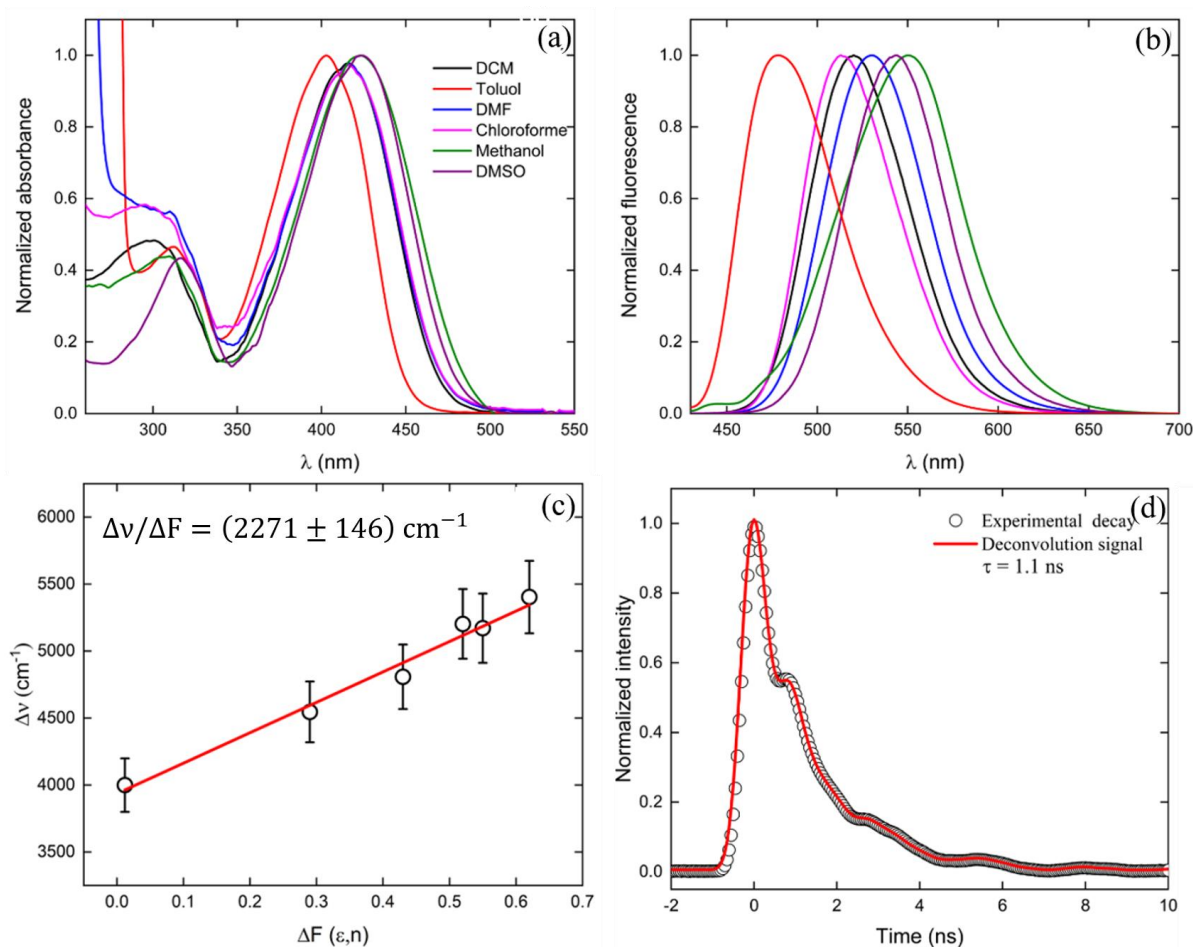 (a)
Normalized absorbance
1.0
0.8
0.6
0.4
0.2
0.0
DCM
Toluol
DMF
Chloroforme
Methanol
DMSO
300 350 400 450 500 550
λ (nm)
(b)
Normalized fluorescence
1.0
0.8
0.6
0.4
0.2
0.0
450 500 550 600 650 700
λ (nm)
(c)
Δν/ΔF = (2271 ± 146) cm⁻¹
Δν (cm⁻¹)
6000
5500
5000
4500
4000
3500
0.0 0.1 0.2 0.3 0.4 0.5 0.6 0.7
ΔF (ε,n)
(d)
Experimental decay
Deconvolution signal
τ = 1.1 ns
Normalized intensity
1.0
0.8
0.6
0.4
0.2
0.0
-2 0 2 4 6 8 10
Time (ns)